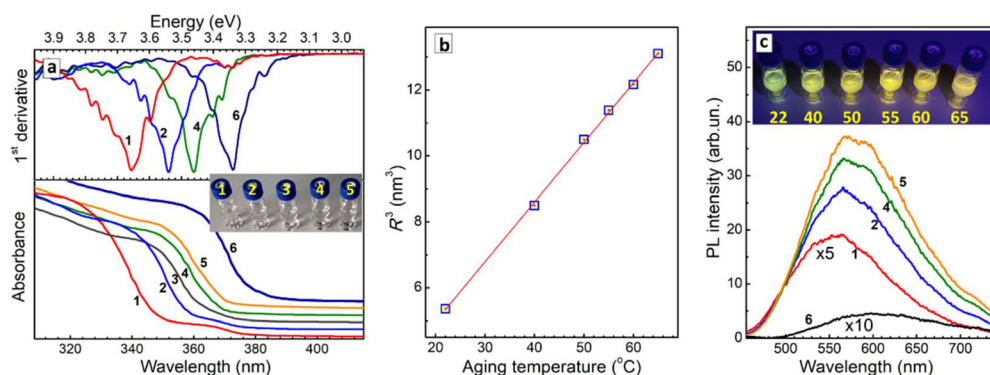 Energy (eV)
3.9 3.8 3.7 3.6 3.5 3.4 3.3 3.2 3.1 3.0
a
1st derivative
1 2 4 6
1 2 3 4 5
Absorbance
1 2 3 4 5 6
320 340 360 380 400
Wavelength (nm)
b
R³ (nm³)
12
10
8
6
20 30 40 50 60
Aging temperature (°C)
c
22 40 50 55 60 65
PL intensity (arb.un.)
50
40
30
20
10
0
5
4
2
x5 1
6 x10
500 550 600 650 700
Wavelength (nm)